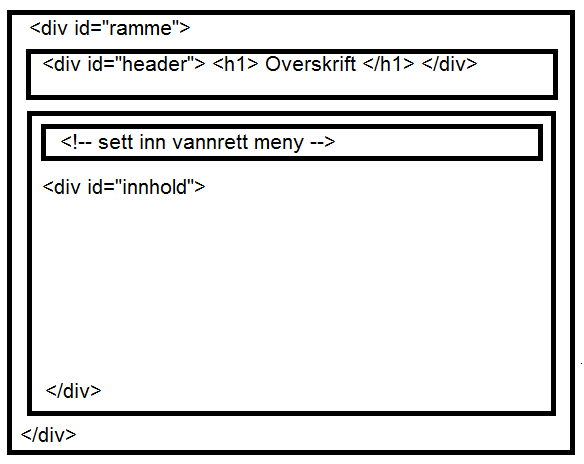 <div id="ramme">
<div id="header"> <h1> Overskrift </h1> </div>
<!-- sett inn vannrett meny -->
<div id="innhold">
</div>
</div>